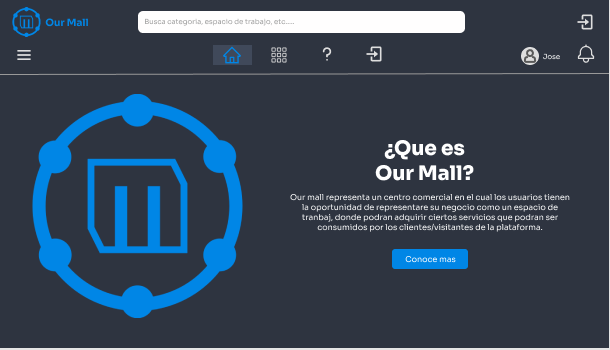 Our Mall
Busca categoria, espacio de trabajo, etc.....
?
Jose
¿Que es
Our Mall?
Our mall representa un centro comercial en el cual los usuarios tienen
la oportunidad de representare su negocio como un espacio de
tranbaj, donde podran adquirir ciertos servicios que podran ser
consumidos por los clientes/visitantes de la plataforma.
Conoce mas